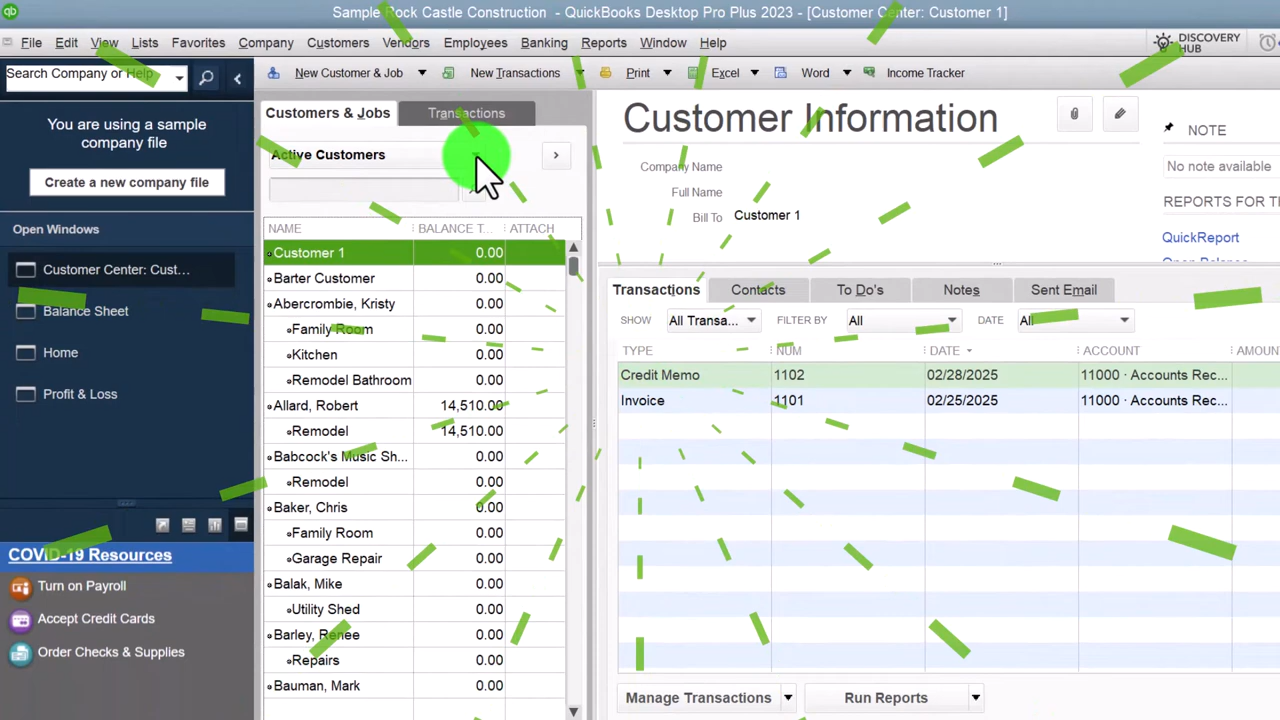 Sample Rock Castle Construction - QuickBooks Desktop Pro Plus 2023 - [Customer Center: Customer 1]
File Edit View Lists Favorites Company Customers Vendors Employees Banking Reports Window Help
DISCOVERY HUB
Search Company or Help
New Customer & Job New Transactions Print Excel Word Income Tracker
You are using a sample
company file
Create a new company file
Open Windows
Customer Center: Cust...
Balance Sheet
Home
Profit & Loss
COVID-19 Resources
Turn on Payroll
Accept Credit Cards
Order Checks & Supplies
Customers & Jobs Transactions
Active Customers
NAME BALANCE T... ATTACH
Customer 1 0.00
Barter Customer 0.00
Abercrombie, Kristy 0.00
Family Room 0.00
Kitchen 0.00
Remodel Bathroom 0.00
Allard, Robert 14,510.00
Remodel 14,510.00
Babcock's Music Sh... 0.00
Remodel 0.00
Baker, Chris 0.00
Family Room 0.00
Garage Repair 0.00
Balak, Mike 0.00
Utility Shed 0.00
Barley, Renee 0.00
Repairs 0.00
Bauman, Mark 0.00
Customer Information
Company Name
Full Name
Bill To Customer 1
NOTE
No note available
REPORTS FOR T
QuickReport
Transactions Contacts To Do's Notes Sent Email
SHOW All Transa... FILTER BY All DATE All
TYPE NUM DATE ACCOUNT AMOUN
Credit Memo 1102 02/28/2025 11000 · Accounts Rec...
Invoice 1101 02/25/2025 11000 · Accounts Rec...
Manage Transactions Run Reports